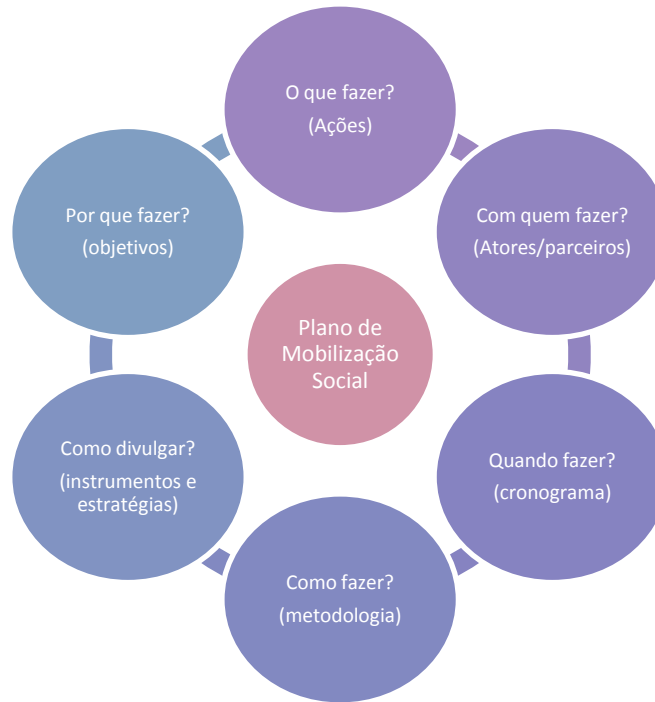 O que fazer?
(Ações)
Com quem fazer?
(Atores/parceiros)
Quando fazer?
(cronograma)
Como fazer?
(metodologia)
Como divulgar?
(instrumentos e
estratégias)
Por que fazer?
(objetivos)
Plano de
Mobilização
Social